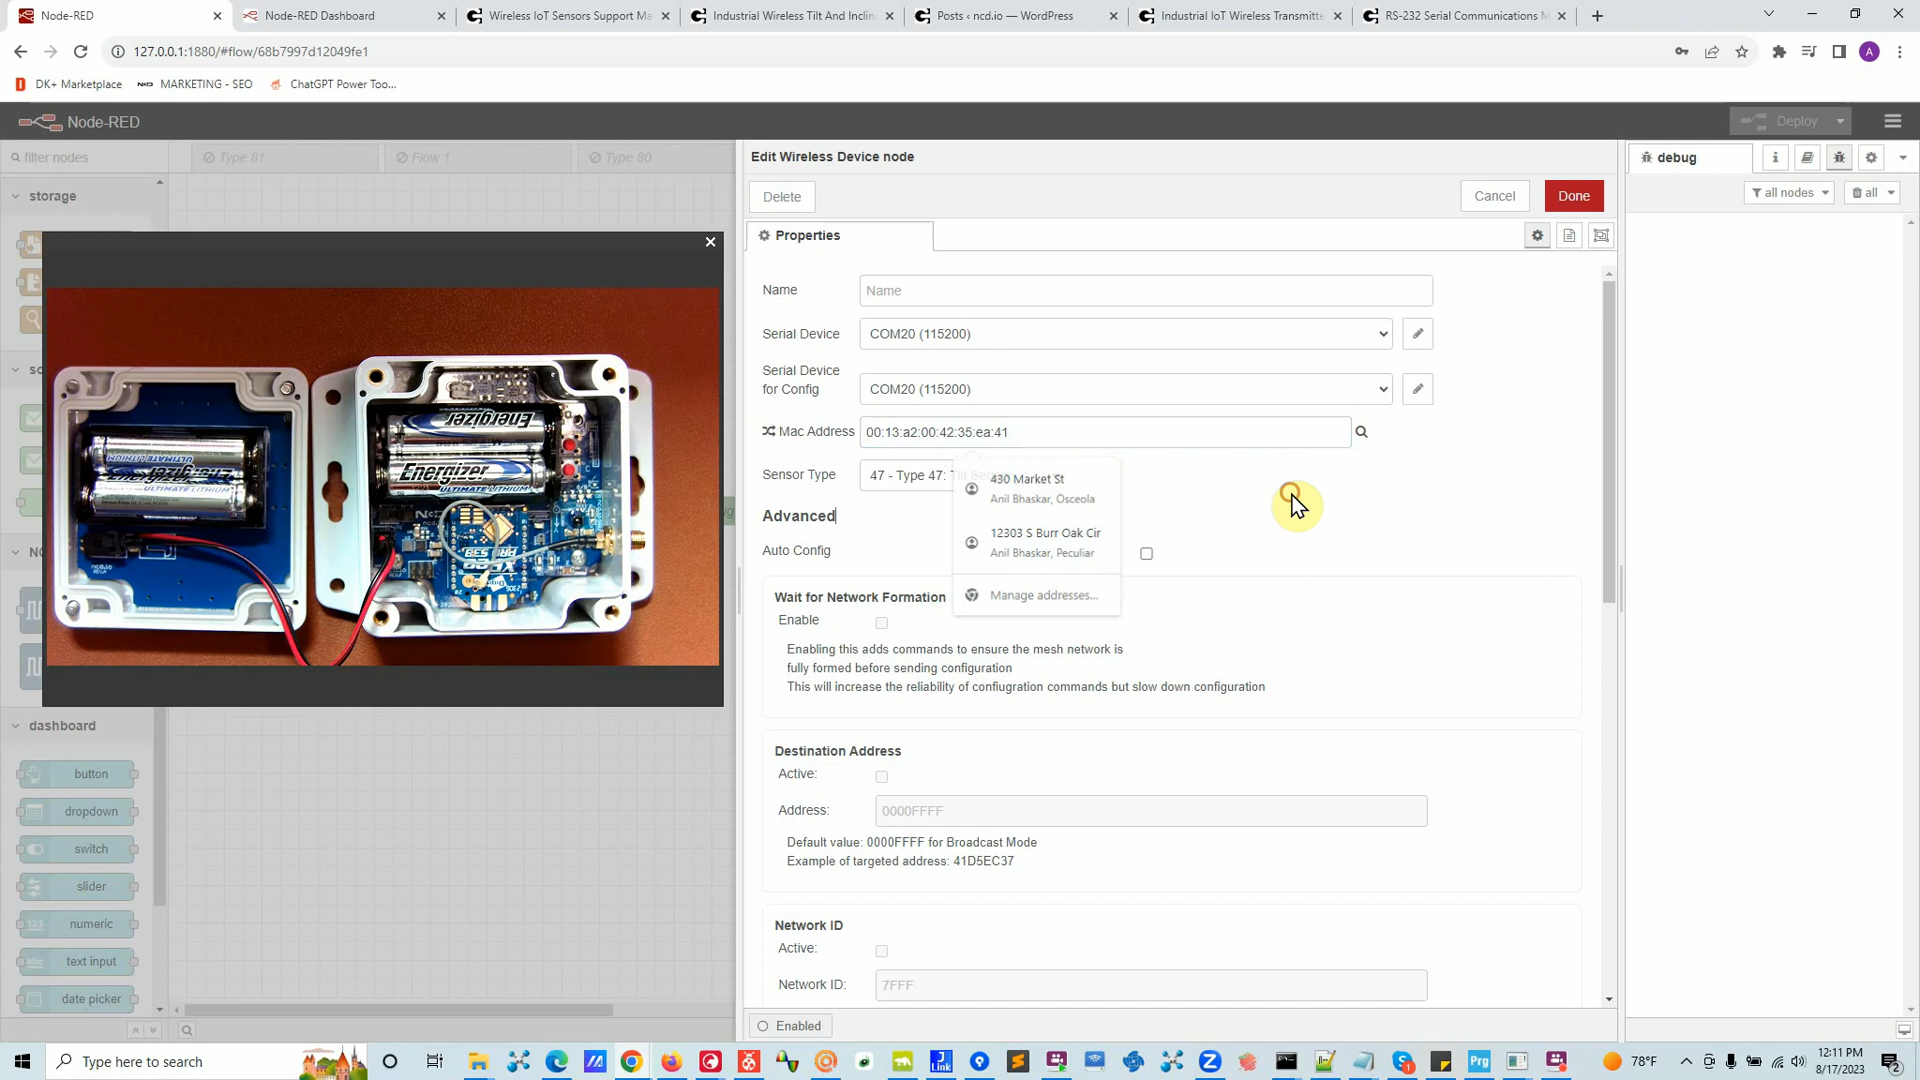 Node-RED
Node-RED Dashboard
Wireless IoT Sensors Support Ma
Industrial Wireless Tilt And Inclin
Posts ‹ ncd.io — WordPress
Industrial IoT Wireless Transmitte
RS-232 Serial Communications M
127.0.0.1:1880/#flow/68b7997d12049fe1
A
DK+ Marketplace
MARKETING - SEO
ChatGPT Power Too...
Node-RED
Deploy
filter nodes
Type 81
Flow 1
Type 80
Edit Wireless Device node
debug
Delete
Cancel
Done
all nodes
all
storage
Properties
Name
Name
Serial Device
COM20 (115200)
Serial Device
for Config
COM20 (115200)
Mac Address
00:13:a2:00:42:35:ea:41
Sensor Type
47 - Type 47:
430 Market St
Anil Bhaskar, Osceola
12303 S Burr Oak Cir
Anil Bhaskar, Peculiar
Manage addresses...
Advanced
Auto Config
Wait for Network Formation
Enable
Enabling this adds commands to ensure the mesh network is
fully formed before sending configuration
This will increase the reliability of confiugration commands but slow down configuration
Energizer
Energizer
ULTIMATE LITHIUM
ULTIMATE LITHIUM
dashboard
button
dropdown
switch
slider
numeric
text input
date picker
Destination Address
Active:
Address:
0000FFFF
Default value: 0000FFFF for Broadcast Mode
Example of targeted address: 41D5EC37
Network ID
Active:
Network ID:
7FFF
Enabled
Type here to search
78°F
12:11 PM
8/17/2023